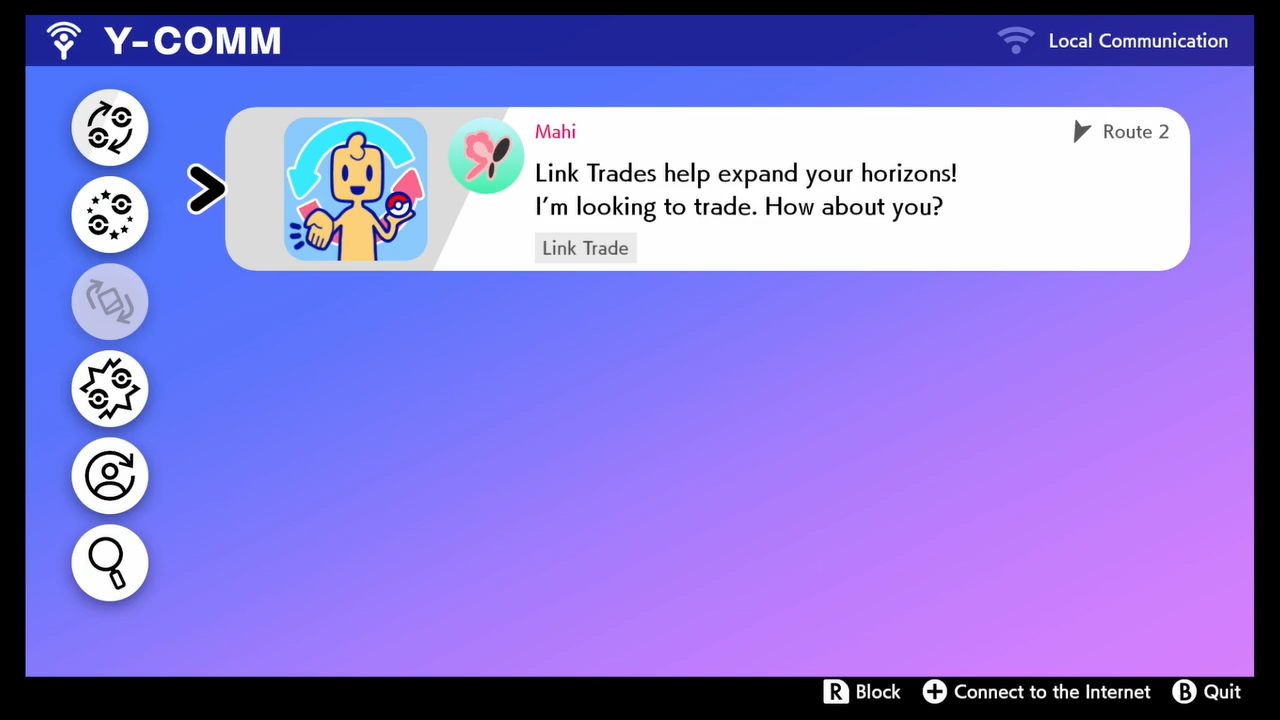 Y-COMM
Local Communication
Mahi
Route 2
Link Trades help expand your horizons!
I'm looking to trade. How about you?
Link Trade
R Block
+ Connect to the Internet
B Quit